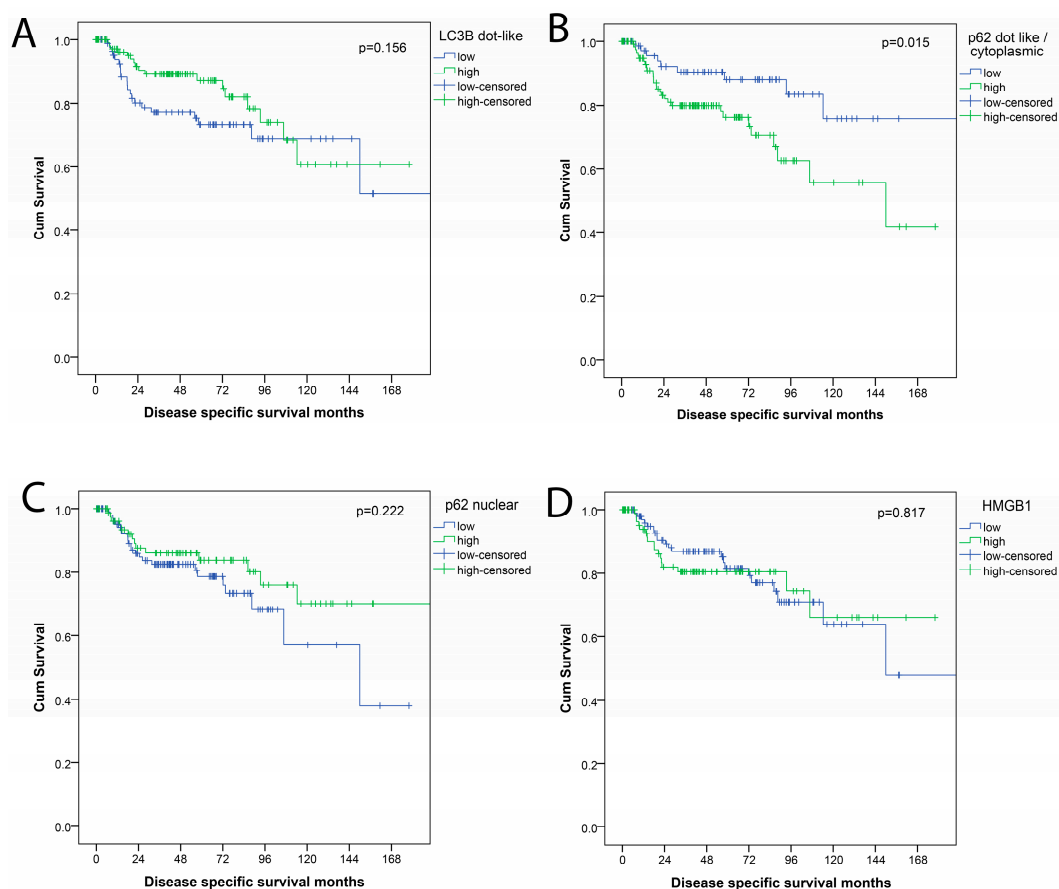 A
LC3B dot-like
p=0.156
low
high
low-censored
high-censored
1.0
0.8
0.6
0.4
0.2
0.0
Cum Survival
0 24 48 72 96 120 144 168
Disease specific survival months
B
p62 dot like /
cytoplasmic
p=0.015
low
high
low-censored
high-censored
1.0
0.8
0.6
0.4
0.2
0.0
Cum Survival
0 24 48 72 96 120 144 168
Disease specific survival months
C
p62 nuclear
p=0.222
low
high
low-censored
high-censored
1.0
0.8
0.6
0.4
0.2
0.0
Cum Survival
0 24 48 72 96 120 144 168
Disease specific survival months
D
HMGB1
p=0.817
low
high
low-censored
high-censored
1.0
0.8
0.6
0.4
0.2
0.0
Cum Survival
0 24 48 72 96 120 144 168
Disease specific survival months